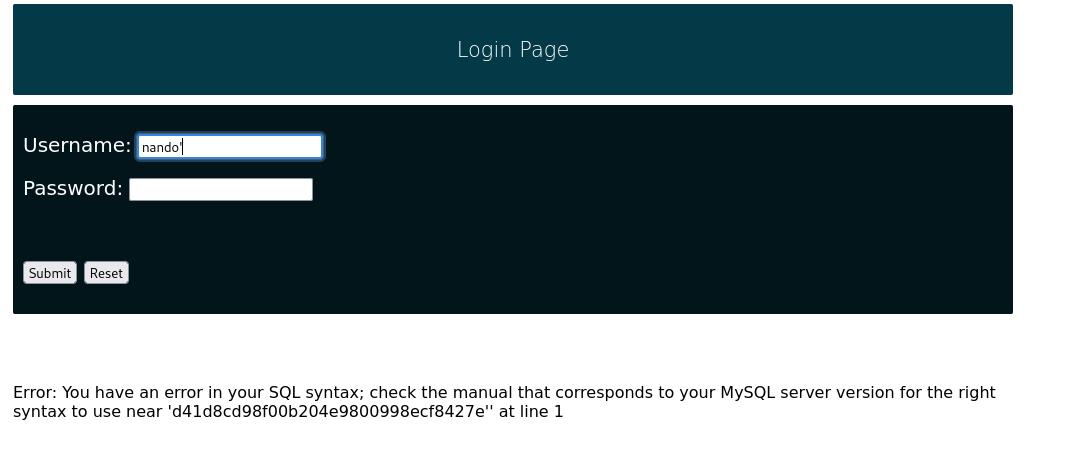 Login Page
Username: nando'
Password:
Submit Reset
Error: You have an error in your SQL syntax; check the manual that corresponds to your MySQL server version for the right
syntax to use near 'd41d8cd98f00b204e9800998ecf8427e'' at line 1